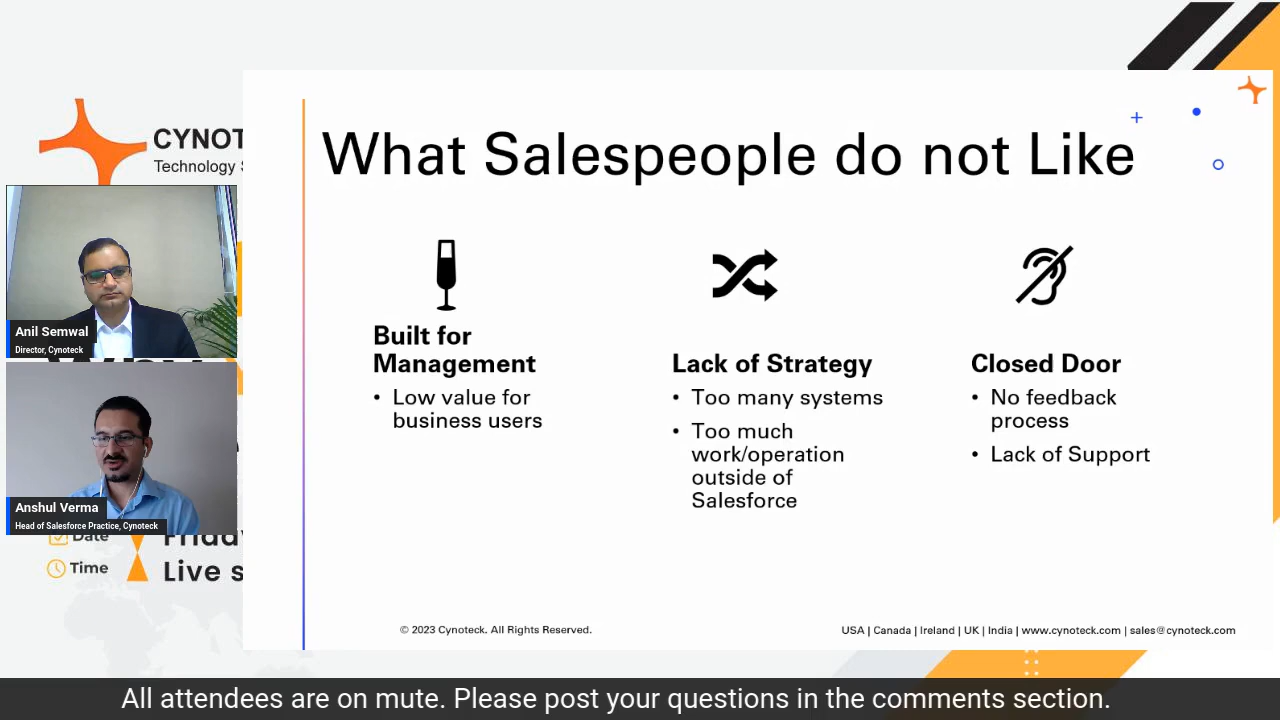 CYNOT
Technology S
What Salespeople do not Like
Built for
Management
• Low value for
business users
Lack of Strategy
• Too many systems
• Too much
work/operation
outside of
Salesforce
Closed Door
• No feedback
process
• Lack of Support
Anil Semwal
Director, Cynoteck
Anshul Verma
Head of Salesforce Practice, Cynoteck
Date
Friday
Time
Live s
© 2023 Cynoteck. All Rights Reserved.
USA | Canada | Ireland | UK | India | www.cynoteck.com | sales@cynoteck.com
All attendees are on mute. Please post your questions in the comments section.